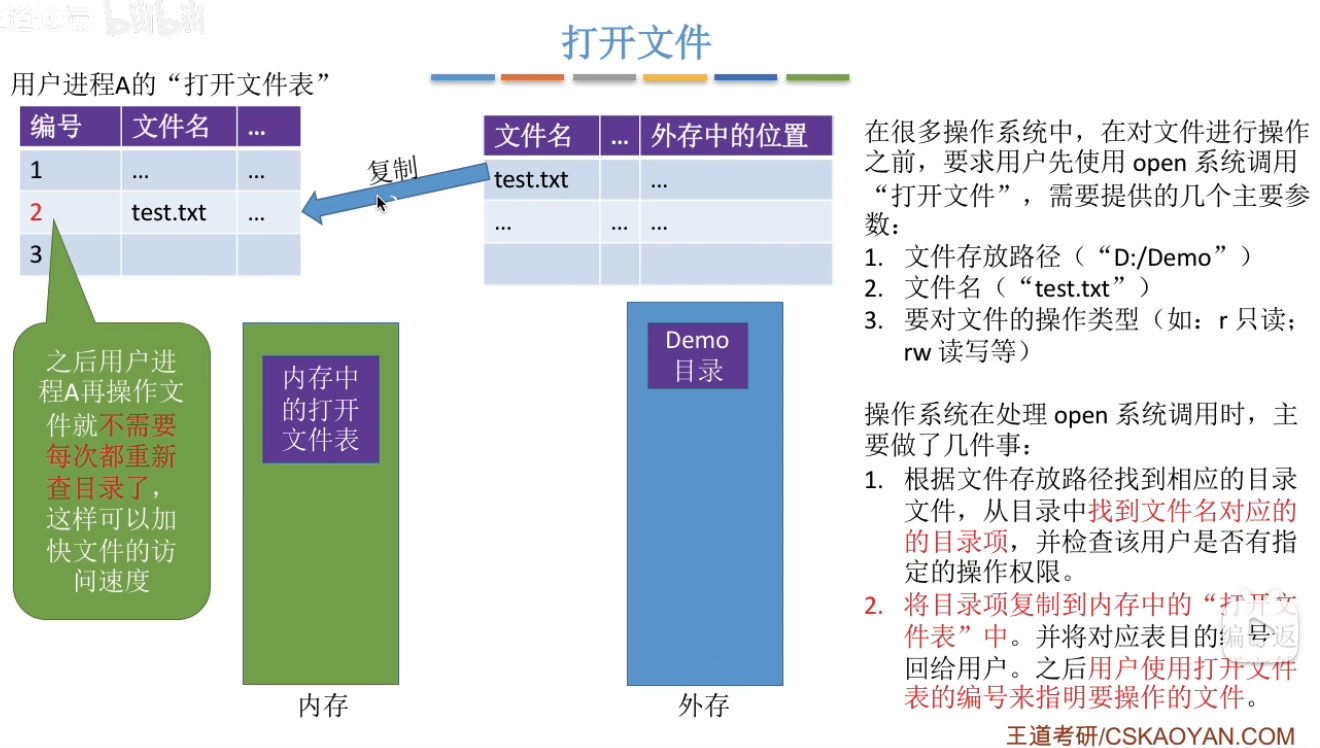 打开文件
用户进程A的“打开文件表”
编号 文件名 ...
1 ... ...
2 test.txt ...
3
复制
文件名 ... 外存中的位置
test.txt ...
... ... ...
之后用户进
程A再操作文
件就不需要
每次都重新
查目录了，
这样可以加
快文件的访
问速度
内存中
的打开
文件表
内存
Demo
目录
外存
在很多操作系统中，在对文件进行操作
之前，要求用户先使用 open 系统调用
“打开文件”，需要提供的几个主要参
数：
1. 文件存放路径（“D:/Demo”）
2. 文件名（“test.txt”）
3. 要对文件的操作类型（如：r 只读；
rw 读写等）
操作系统在处理 open 系统调用时，主
要做了几件事：
1. 根据文件存放路径找到相应的目录
文件，从目录中找到文件名对应的
的目录项，并检查该用户是否有指
定的操作权限。
2. 将目录项复制到内存中的“打开文
件表”中。并将对应表目的编号返
回给用户。之后用户使用打开文件
表的编号来指明要操作的文件。
王道考研/CSKAOYAN.COM
bilibili